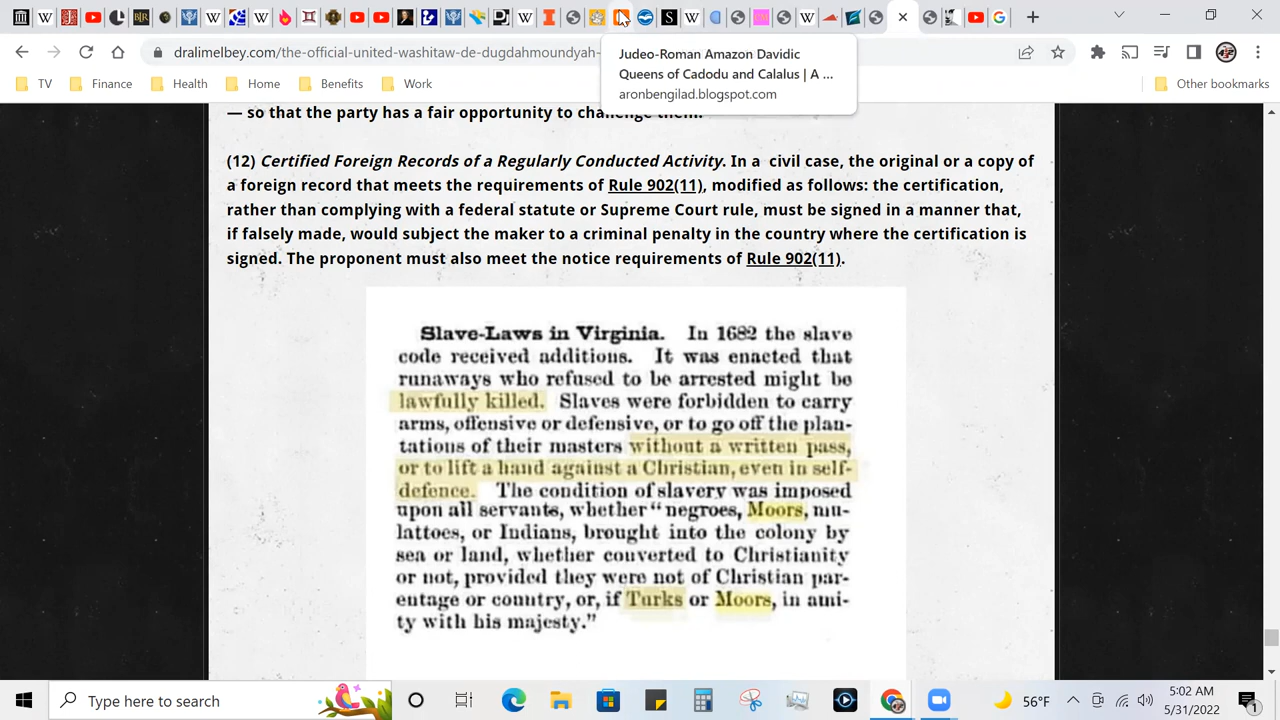 dralimelbey.com/the-official-united-washitaw-de-dugdahmoundyah-
Judeo-Roman Amazon Davidic
Queens of Cadodu and Calalus | A ...
aronbengilad.blogspot.com
TV
Finance
Health
Home
Benefits
Work
Other bookmarks
— so that the party has a fair opportunity to challenge them.
(12) Certified Foreign Records of a Regularly Conducted Activity. In a civil case, the original or a copy of
a foreign record that meets the requirements of Rule 902(11), modified as follows: the certification,
rather than complying with a federal statute or Supreme Court rule, must be signed in a manner that,
if falsely made, would subject the maker to a criminal penalty in the country where the certification is
signed. The proponent must also meet the notice requirements of Rule 902(11).
Slave-Laws in Virginia. In 1682 the slave
code received additions. It was enacted that
runaways who refused to be arrested might be
lawfully killed. Slaves were forbidden to carry
arms, offensive or defensive, or to go off the plan-
tations of their masters without a written pass,
or to lift a hand against a Christian, even in self-
defence. The condition of slavery was imposed
upon all servants, whether "negroes, Moors, mu-
lattoes, or Indians, brought into the colony by
sea or land, whether converted to Christianity
or not, provided they were not of Christian par-
entage or country, or, if Turks or Moors, in ami-
ty with his majesty."
Type here to search
56°F
5:02 AM
5/31/2022